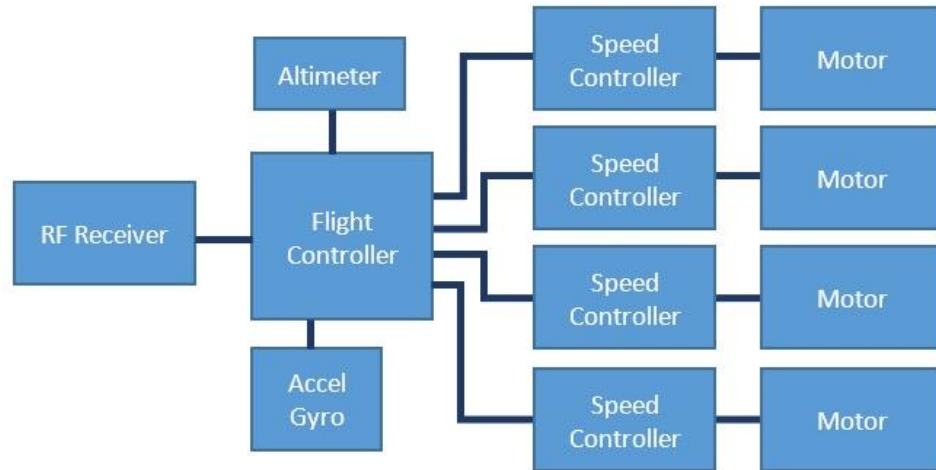 Speed
Controller
Motor
Altimeter
Speed
Controller
Motor
RF Receiver
Flight
Controller
Speed
Controller
Motor
Accel
Gyro
Speed
Controller
Motor